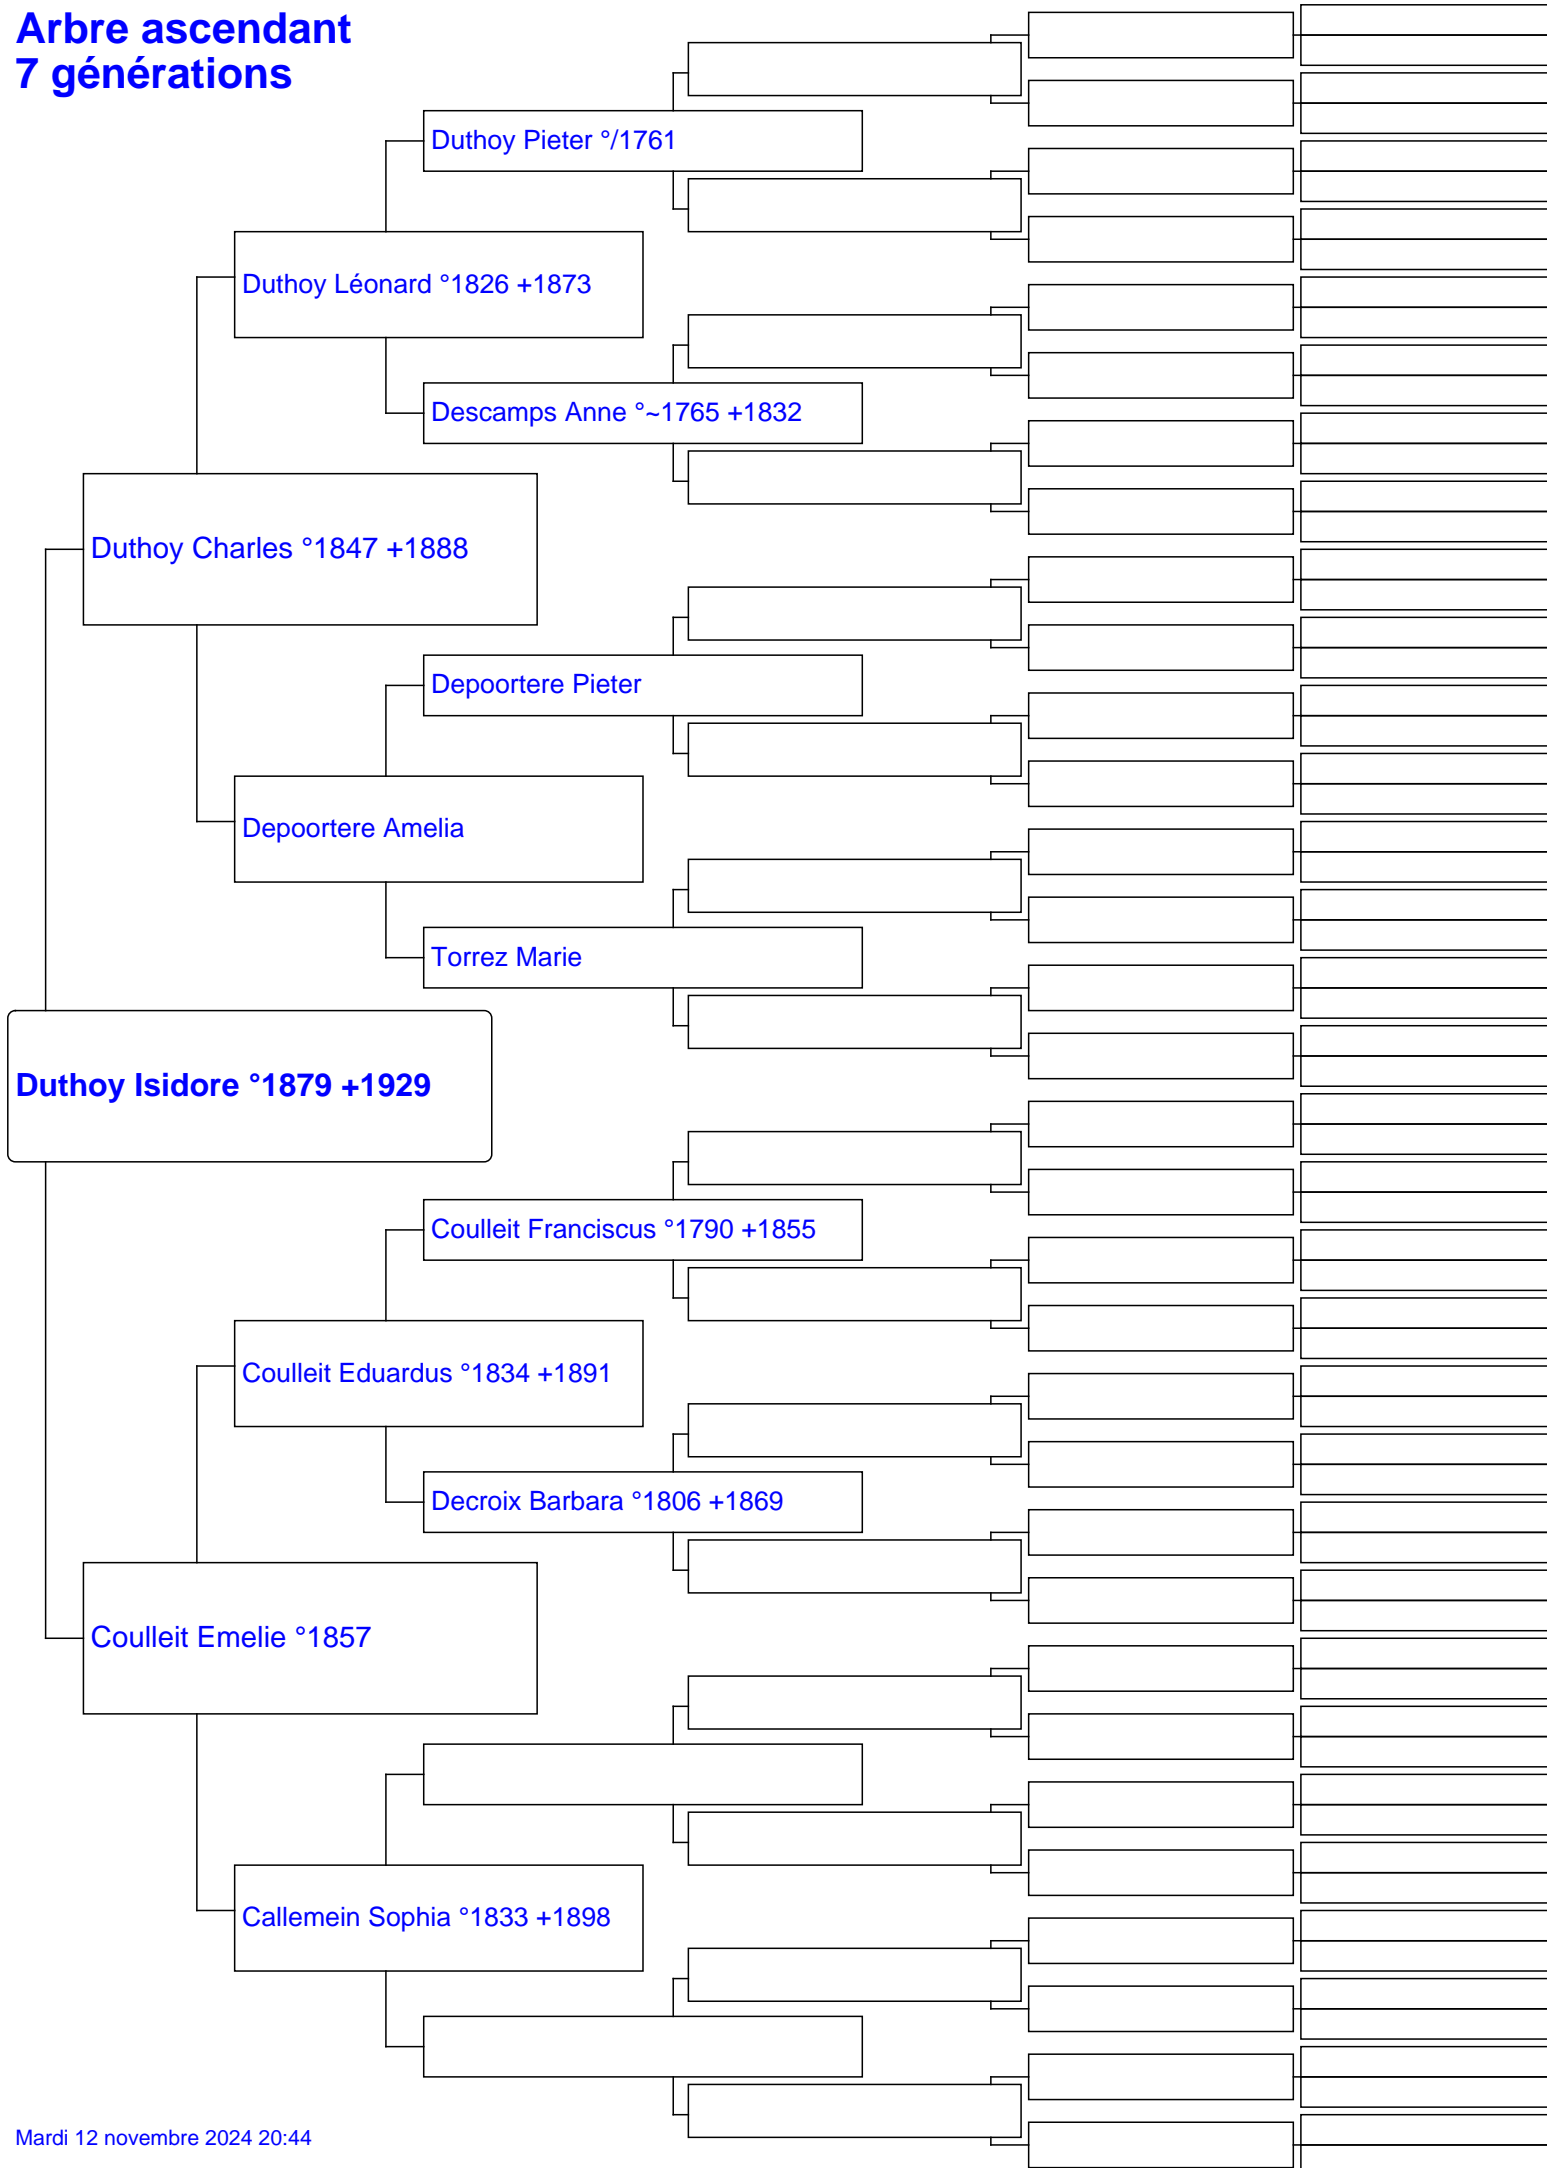 Arbre ascendant
7 générations
Duthoy Pieter °/1761
Duthoy Léonard °1826 +1873
Descamps Anne °~1765 +1832
Duthoy Charles °1847 +1888
Depoortere Pieter
Depoortere Amelia
Torrez Marie
Duthoy Isidore °1879 +1929
Coulleit Franciscus °1790 +1855
Coulleit Eduardus °1834 +1891
Decroix Barbara °1806 +1869
Coulleit Emelie °1857
Callemein Sophia °1833 +1898
Mardi 12 novembre 2024 20:44